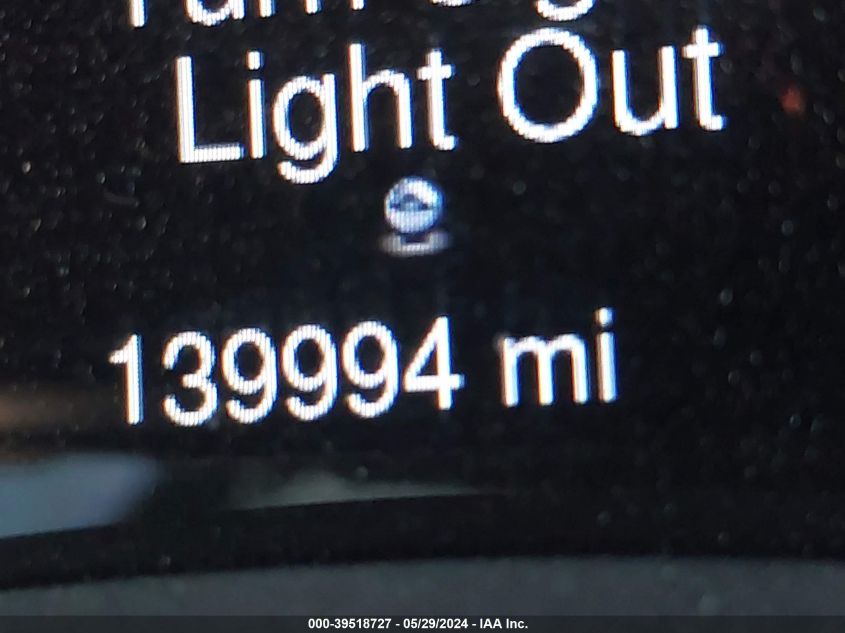 Light Out
139994 mi
000-39518727 - 05/29/2024 - IAA Inc.